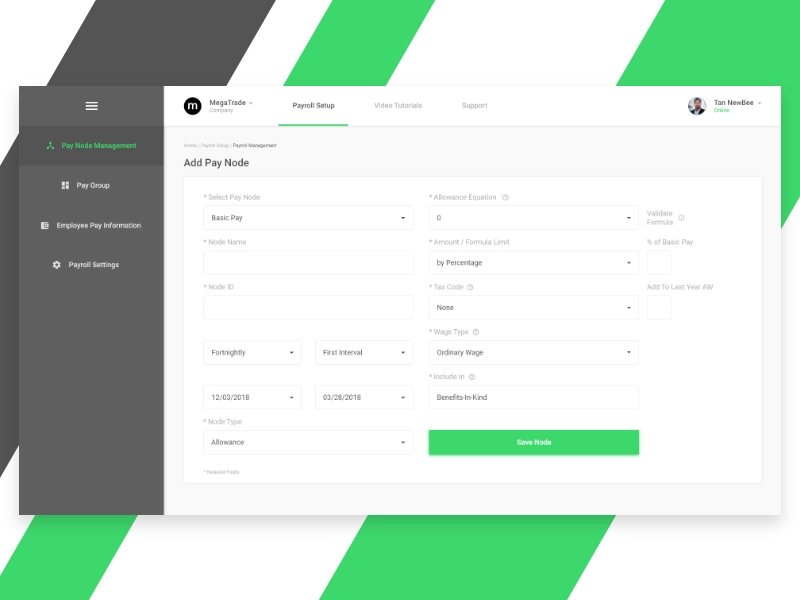 m
MegaTrade
Company
Payroll Setup
Video Tutorials
Support
Tan NewBee
Online
Pay Node Management
Pay Group
Employee Pay Information
Payroll Settings
Home / Payroll Setup / Payroll Management
Add Pay Node
* Select Pay Node
Basic Pay
* Node Name
* Node ID
Fortnightly
First Interval
12/03/2018
03/28/2018
* Node Type
Allowance
* Required Fields
* Allowance Equation
0
Validate
Formula
* Amount / Formula Limit
by Percentage
% of Basic Pay
* Tax Code
None
Add To Last Year AW
* Wage Type
Ordinary Wage
* Include In
Benefits-In-Kind
Save Node